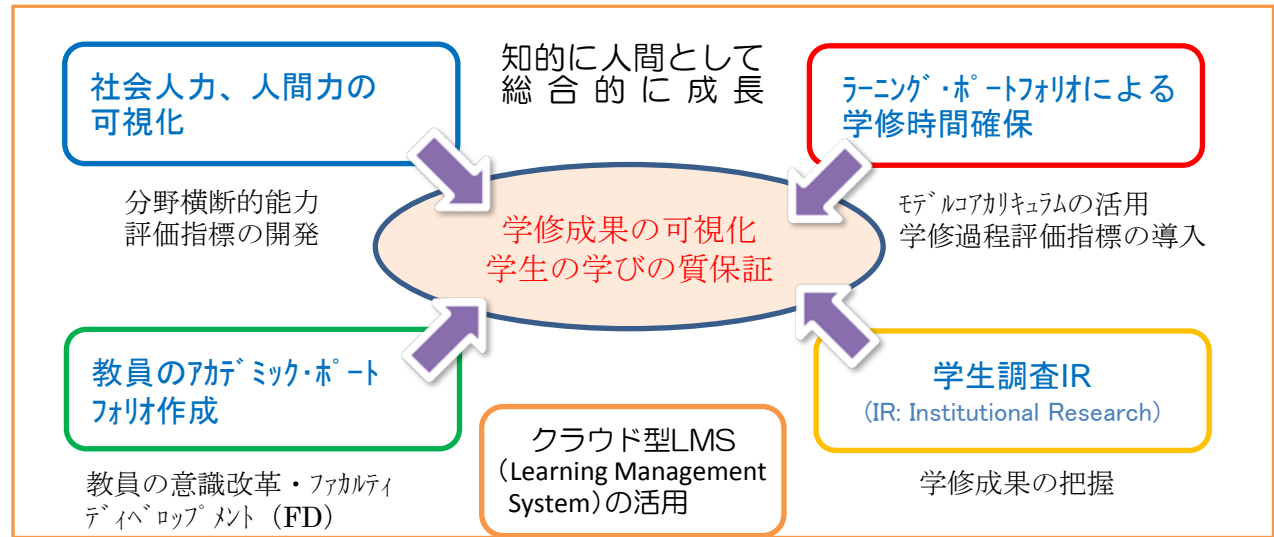 社会人力、人間力の
可視化
分野横断的能力
評価指標の開発
知的に人間として
総合的に成長
ﾗｰﾆﾝｸﾞ・ﾎﾟｰﾄﾌｫﾘｵによる
学修時間確保
ﾓﾃﾞﾙｺｱｶﾘｷｭﾗﾑの活用
学修過程評価指標の導入
学修成果の可視化
学生の学びの質保証
教員のｱｶﾃﾞﾐｯｸ・ﾎﾟｰﾄ
ﾌｫﾘｵ作成
教員の意識改革・ﾌｧｶﾙﾃｨ
ﾃﾞｨﾍﾞﾛｯﾌﾟﾒﾝﾄ（FD）
クラウド型LMS
（Learning Management
System）の活用
学生調査IR
(IR: Institutional Research)
学修成果の把握